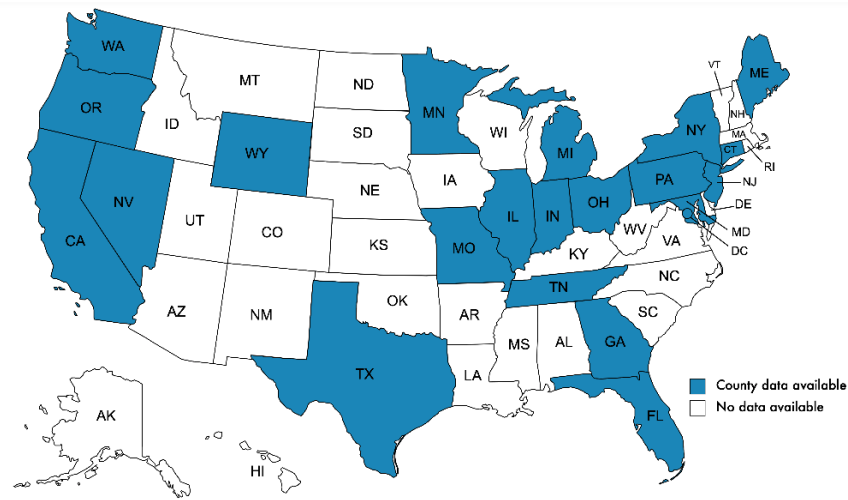 WA
MT
ND
MN
VT
ME
OR
ID
SD
WI
NH
NY
MA
WY
MI
CT
RI
IA
PA
NJ
NE
NV
OH
DE
IL
IN
UT
MD
CA
CO
WV
KS
MO
VA
DC
KY
NC
TN
OK
AZ
NM
AR
SC
MS
AL
GA
TX
LA
County data available
No data available
AK
FL
HI